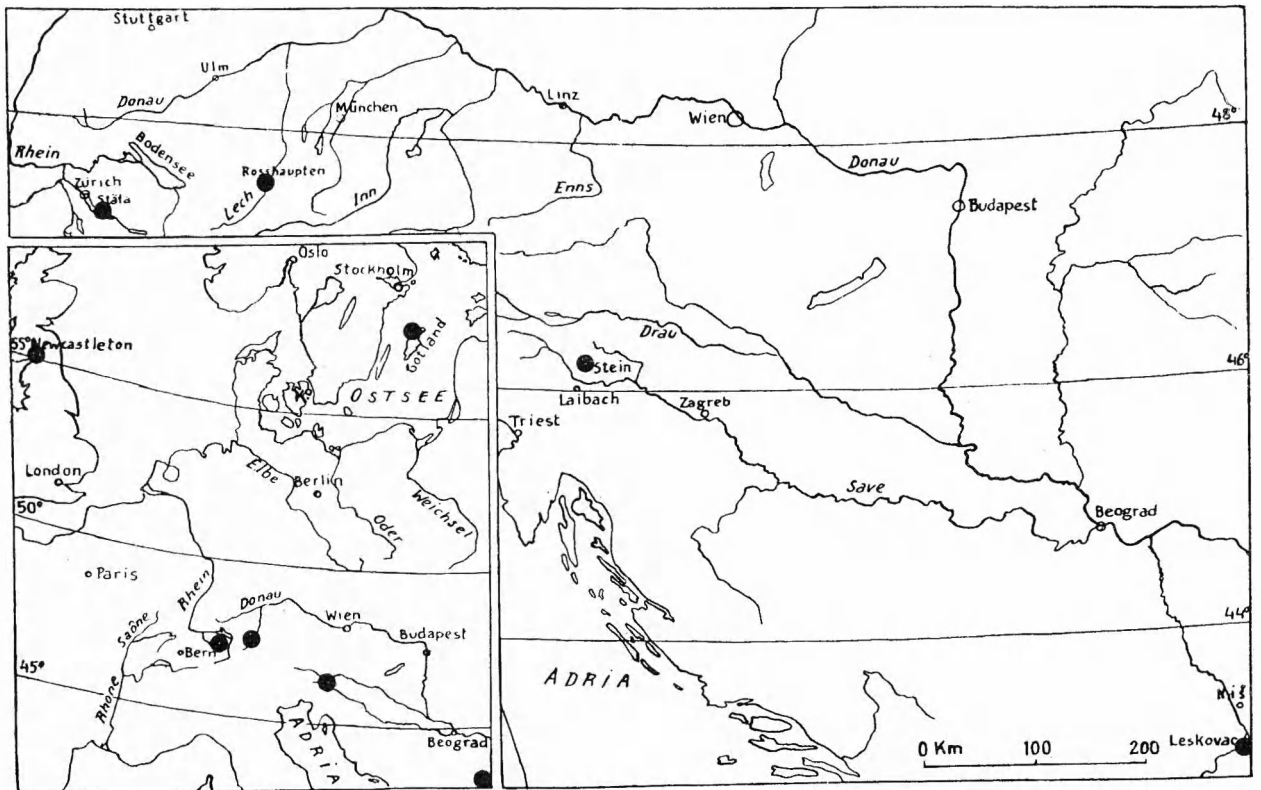 Stuttgart
Ulm
Donau
München
Linz
Wien
48°
Rhein
Bodensee
Donau
Zürich
Stäfa
Rosshaupten
Lech
Inn
Enns
Budapest
Oslo
Stockholm
Gotland
55° Newcastleton
OSTSEE
London
Elbe
Berlin
Oder
Weichsel
50°
Paris
Rhein
Donau
Wien
Saône
Bern
Budapest
45°
Rhone
ADRIA
Beograd
Drau
46°
Stein
Laibach
Zagreb
Triest
Save
Beograd
44°
ADRIA
Niš
Leskovac
0 Km 100 200